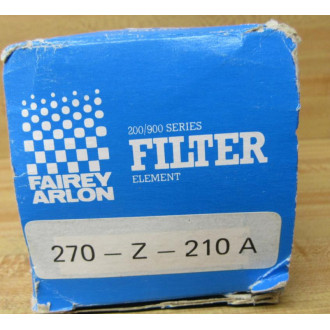 200/900 SERIES
FILTER
ELEMENT
FAIREY
ARLON
270 - Z - 210 A